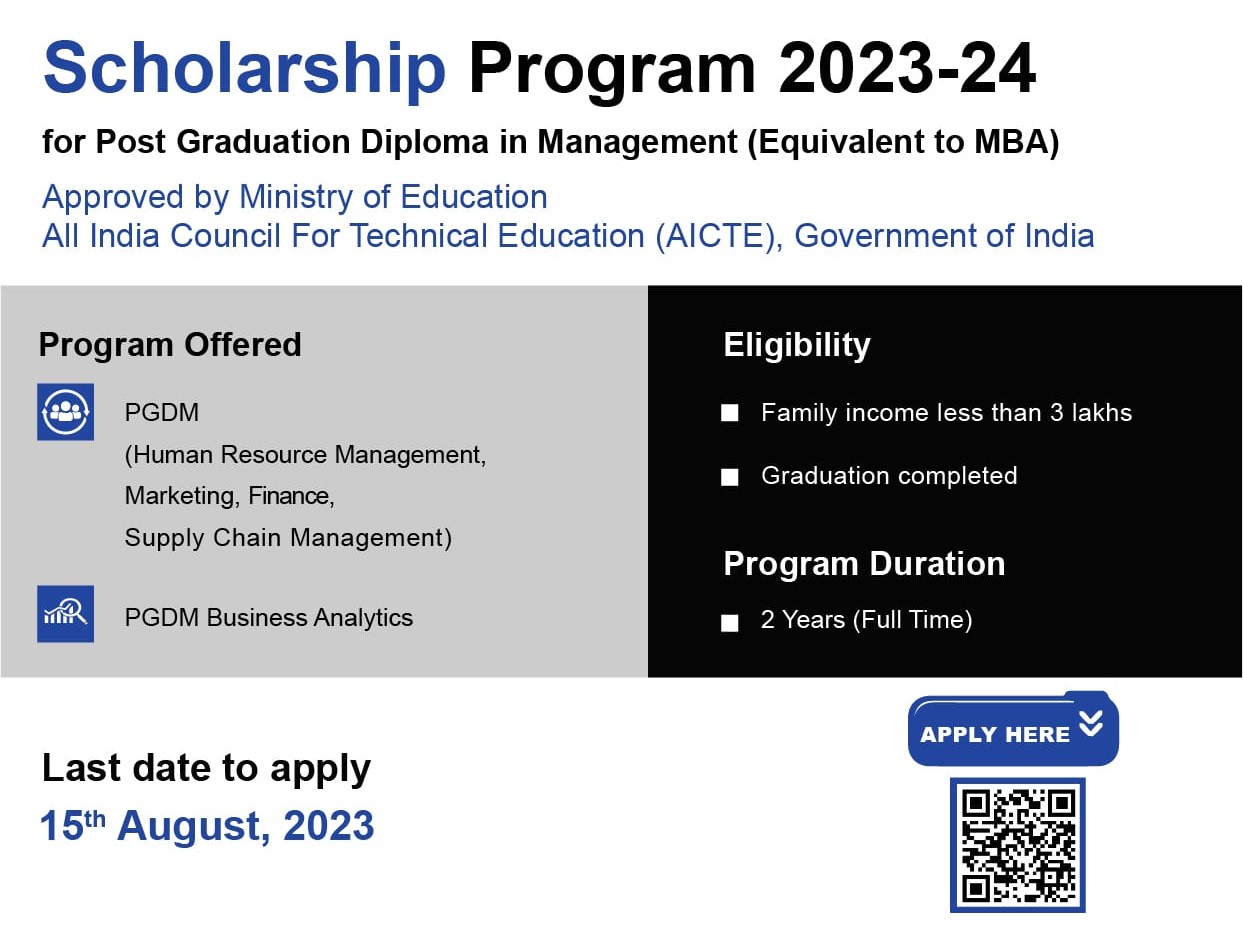 Scholarship Program 2023-24
for Post Graduation Diploma in Management (Equivalent to MBA)
Approved by Ministry of Education
All India Council For Technical Education (AICTE), Government of India
Program Offered
PGDM
(Human Resource Management,
Marketing, Finance,
Supply Chain Management)
PGDM Business Analytics
Eligibility
Family income less than 3 lakhs
Graduation completed
Program Duration
2 Years (Full Time)
Last date to apply
15th August, 2023
APPLY HERE